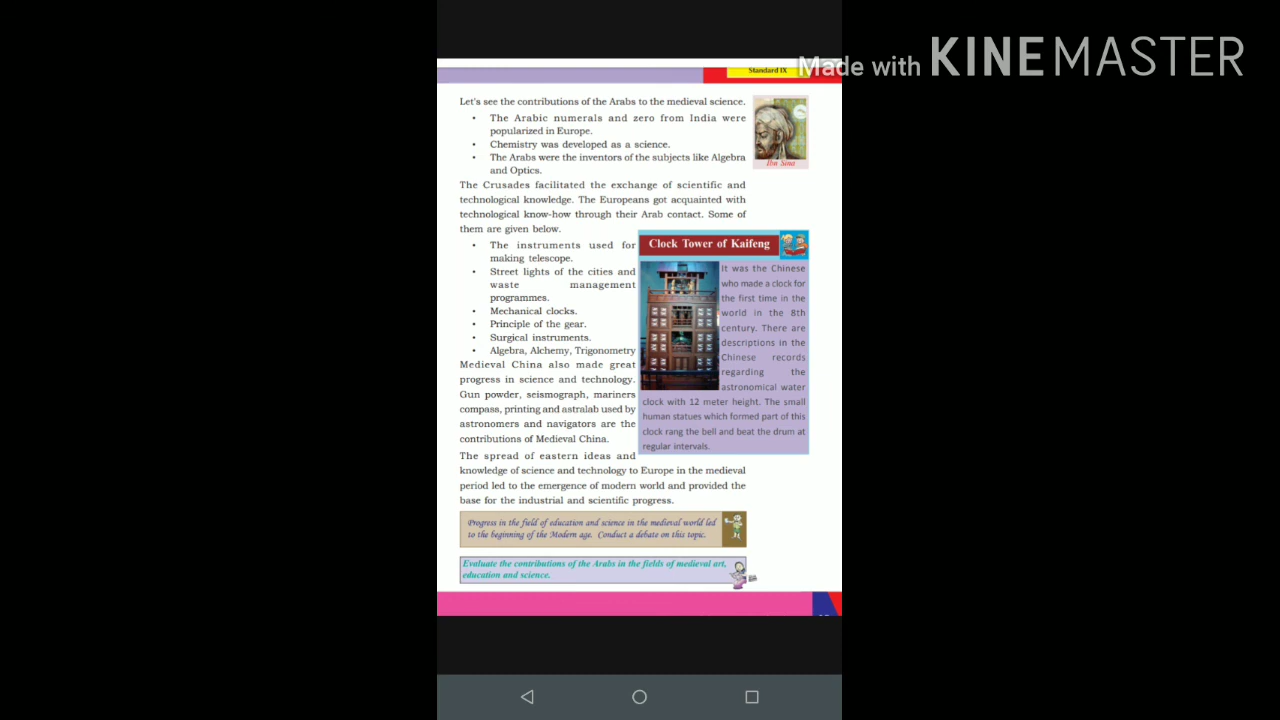 Made with KINEMASTER
Standard IX
Let's see the contributions of the Arabs to the medieval science.
• The Arabic numerals and zero from India were
popularized in Europe.
• Chemistry was developed as a science.
• The Arabs were the inventors of the subjects like Algebra
and Optics.
Ibn Sina
The Crusades facilitated the exchange of scientific and
technological knowledge. The Europeans got acquainted with
technological know-how through their Arab contact. Some of
them are given below.
• The instruments used for
making telescope.
• Street lights of the cities and
waste management
programmes.
• Mechanical clocks.
• Principle of the gear.
• Surgical instruments.
• Algebra, Alchemy, Trigonometry
Medieval China also made great
progress in science and technology.
Gun powder, seismograph, mariners
compass, printing and astralab used by
astronomers and navigators are the
contributions of Medieval China.
Clock Tower of Kaifeng
It was the Chinese
who made a clock for
the first time in the
world in the 8th
century. There are
descriptions in the
Chinese records
regarding the
astronomical water
clock with 12 meter height. The small
human statues which formed part of this
clock rang the bell and beat the drum at
regular intervals.
The spread of eastern ideas and
knowledge of science and technology to Europe in the medieval
period led to the emergence of modern world and provided the
base for the industrial and scientific progress.
Progress in the field of education and science in the medieval world led
to the beginning of the Modern age. Conduct a debate on this topic.
Evaluate the contributions of the Arabs in the fields of medieval art,
education and science.